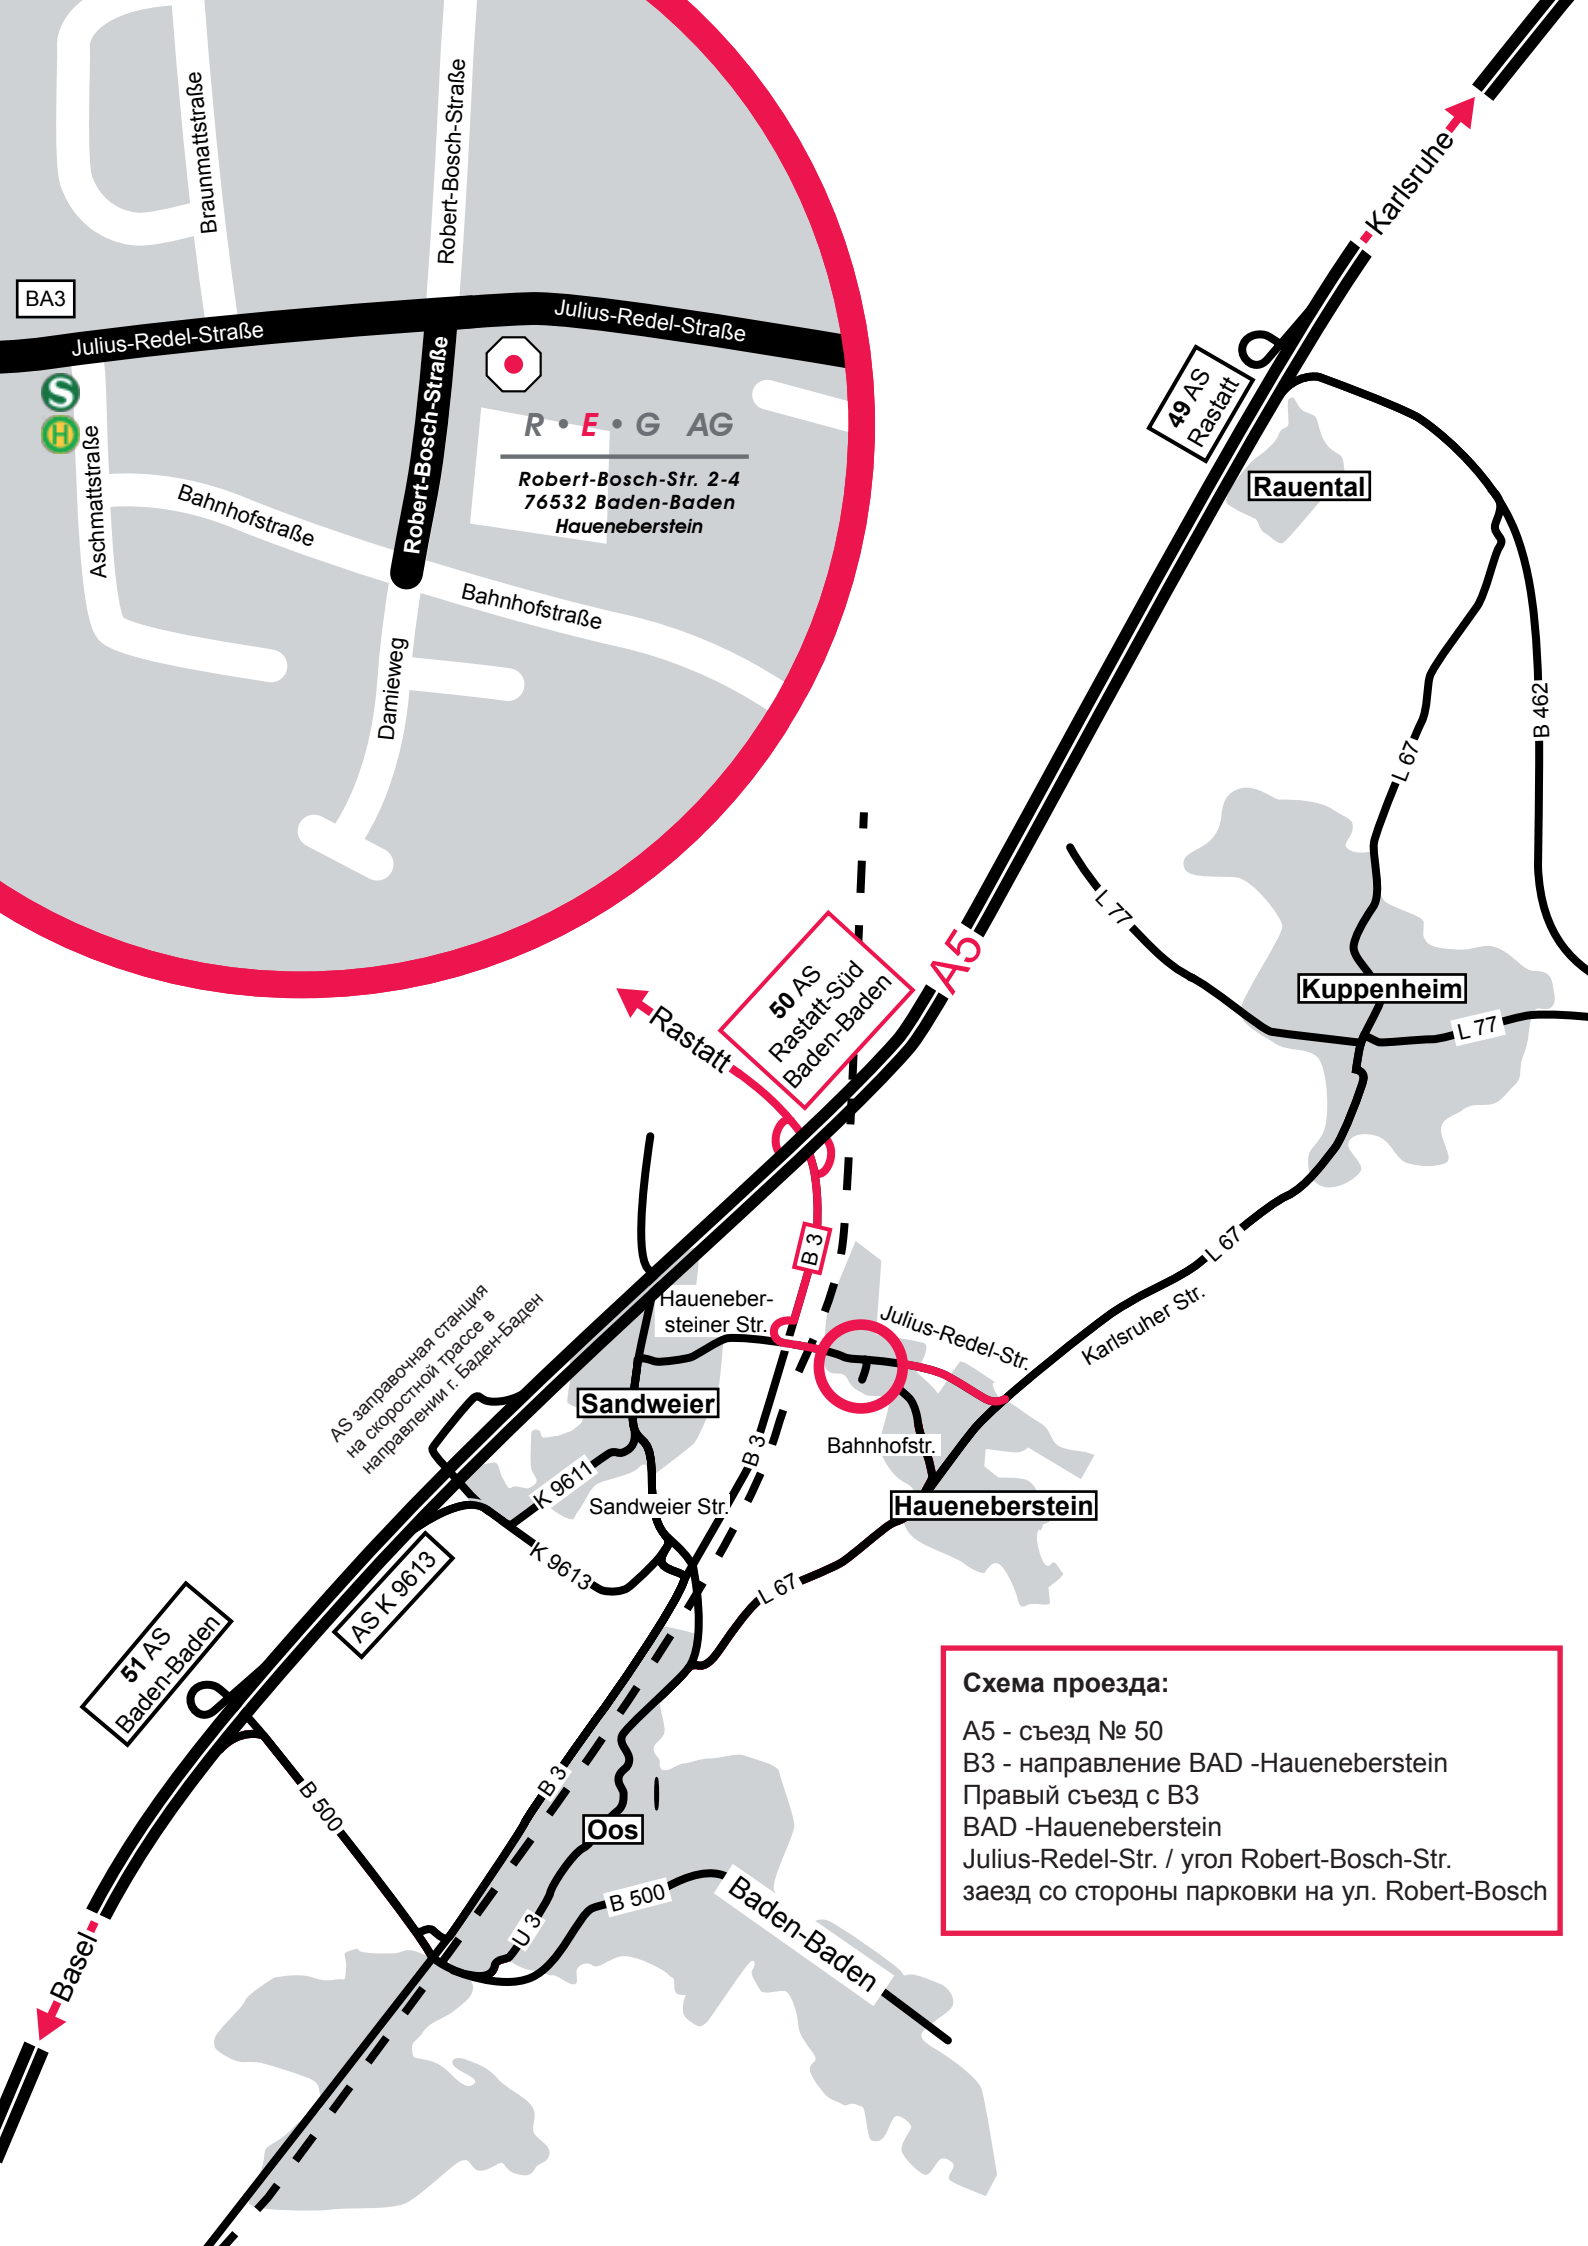 Braunmattstraße
Robert-Bosch-Straße
BA3
Julius-Redel-Straße
Julius-Redel-Straße
S
H
Aschmattstraße
Robert-Bosch-Straße
R • E • G AG
Robert-Bosch-Str. 2-4
76532 Baden-Baden
Haueneberstein
Bahnhofstraße
Bahnhofstraße
Damieweg
Karlsruhe
49 AS
Rastatt
Rauental
B 462
L 67
L 77
A5
50 AS
Rastatt-Süd
Baden-Baden
Rastatt
Kuppenheim
L 77
B 3
L 67
Haueneber-
steiner Str.
Julius-Redel-Str.
Karlsruher Str.
AS заправочная станция
на скоростной трассе в
направлении г. Баден-Баден
Sandweier
Bahnhofstr.
B 3
K 9611
Sandweier Str.
Haueneberstein
K 9613
AS K 9613
L 67
51 AS
Baden-Baden
B 500
B 3
Oos
U 3
B 500
Baden-Baden
Basel
Схема проезда:
A5 - съезд № 50
B3 - направление BAD -Haueneberstein
Правый съезд с B3
BAD -Haueneberstein
Julius-Redel-Str. / угол Robert-Bosch-Str.
заезд со стороны парковки на ул. Robert-Bosch